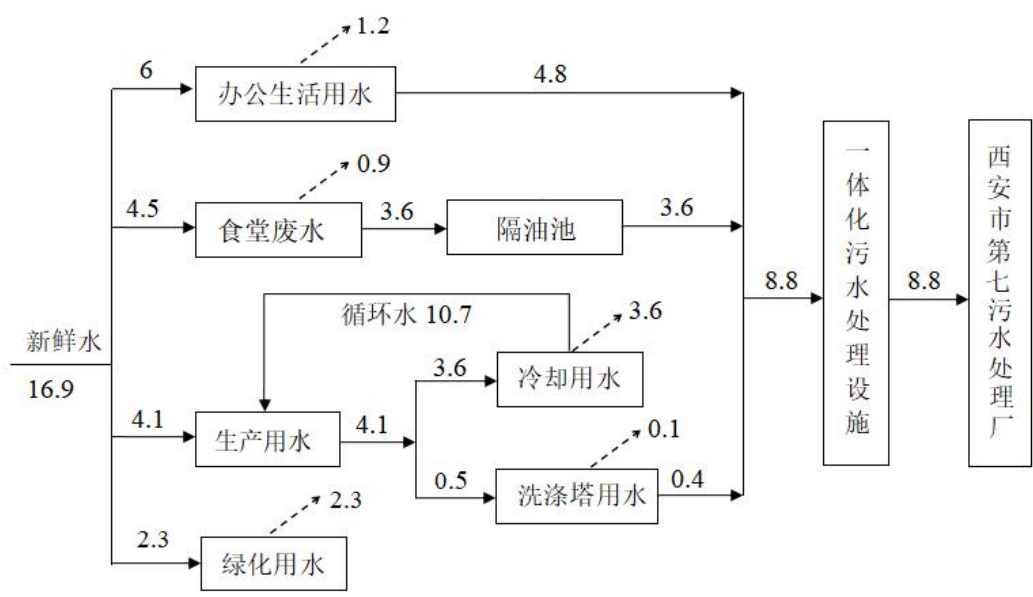 1.2
6
办公生活用水
4.8
0.9
4.5
食堂废水
3.6
隔油池
3.6
循环水 10.7
3.6
新鲜水
16.9
3.6
冷却用水
4.1
生产用水
4.1
0.1
0.5
洗涤塔用水
0.4
2.3
2.3
绿化用水
8.8
一体化污水处理设施
8.8
西安市第七污水处理厂